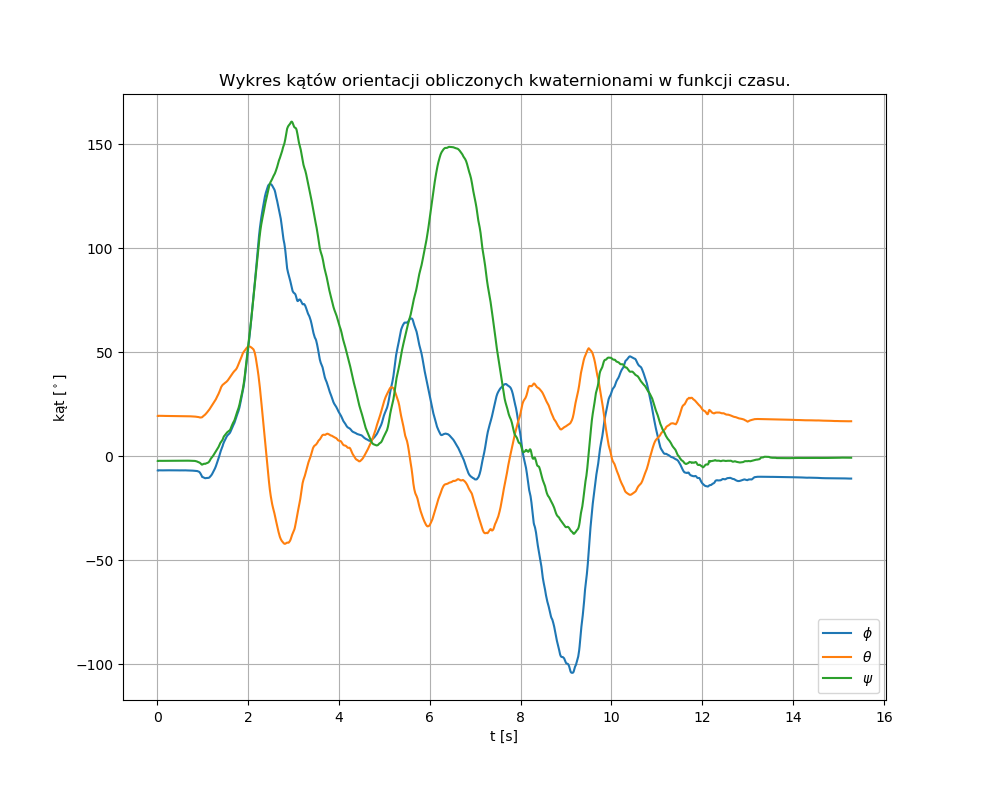 Wykres kątów orientacji obliczonych kwaternionami w funkcji czasu.
kąt [°]
150
100
50
0
−50
−100
0 2 4 6 8 10 12 14 16
t [s]
ϕ
θ
ψ